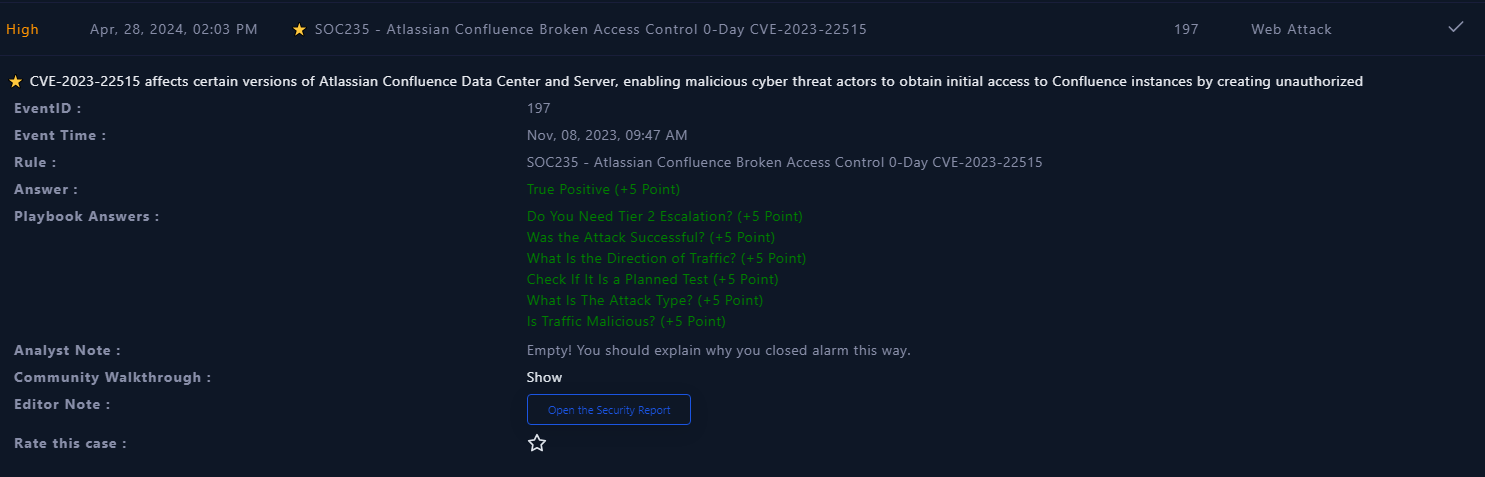 High Apr, 28, 2024, 02:03 PM SOC235 - Atlassian Confluence Broken Access Control 0-Day CVE-2023-22515 197 Web Attack
CVE-2023-22515 affects certain versions of Atlassian Confluence Data Center and Server, enabling malicious cyber threat actors to obtain initial access to Confluence instances by creating unauthorized
EventID : 197
Event Time : Nov, 08, 2023, 09:47 AM
Rule : SOC235 - Atlassian Confluence Broken Access Control 0-Day CVE-2023-22515
Answer : True Positive (+5 Point)
Playbook Answers : Do You Need Tier 2 Escalation? (+5 Point)
Was the Attack Successful? (+5 Point)
What Is the Direction of Traffic? (+5 Point)
Check If It Is a Planned Test (+5 Point)
What Is The Attack Type? (+5 Point)
Is Traffic Malicious? (+5 Point)
Analyst Note : Empty! You should explain why you closed alarm this way.
Community Walkthrough : Show
Editor Note : Open the Security Report
Rate this case :